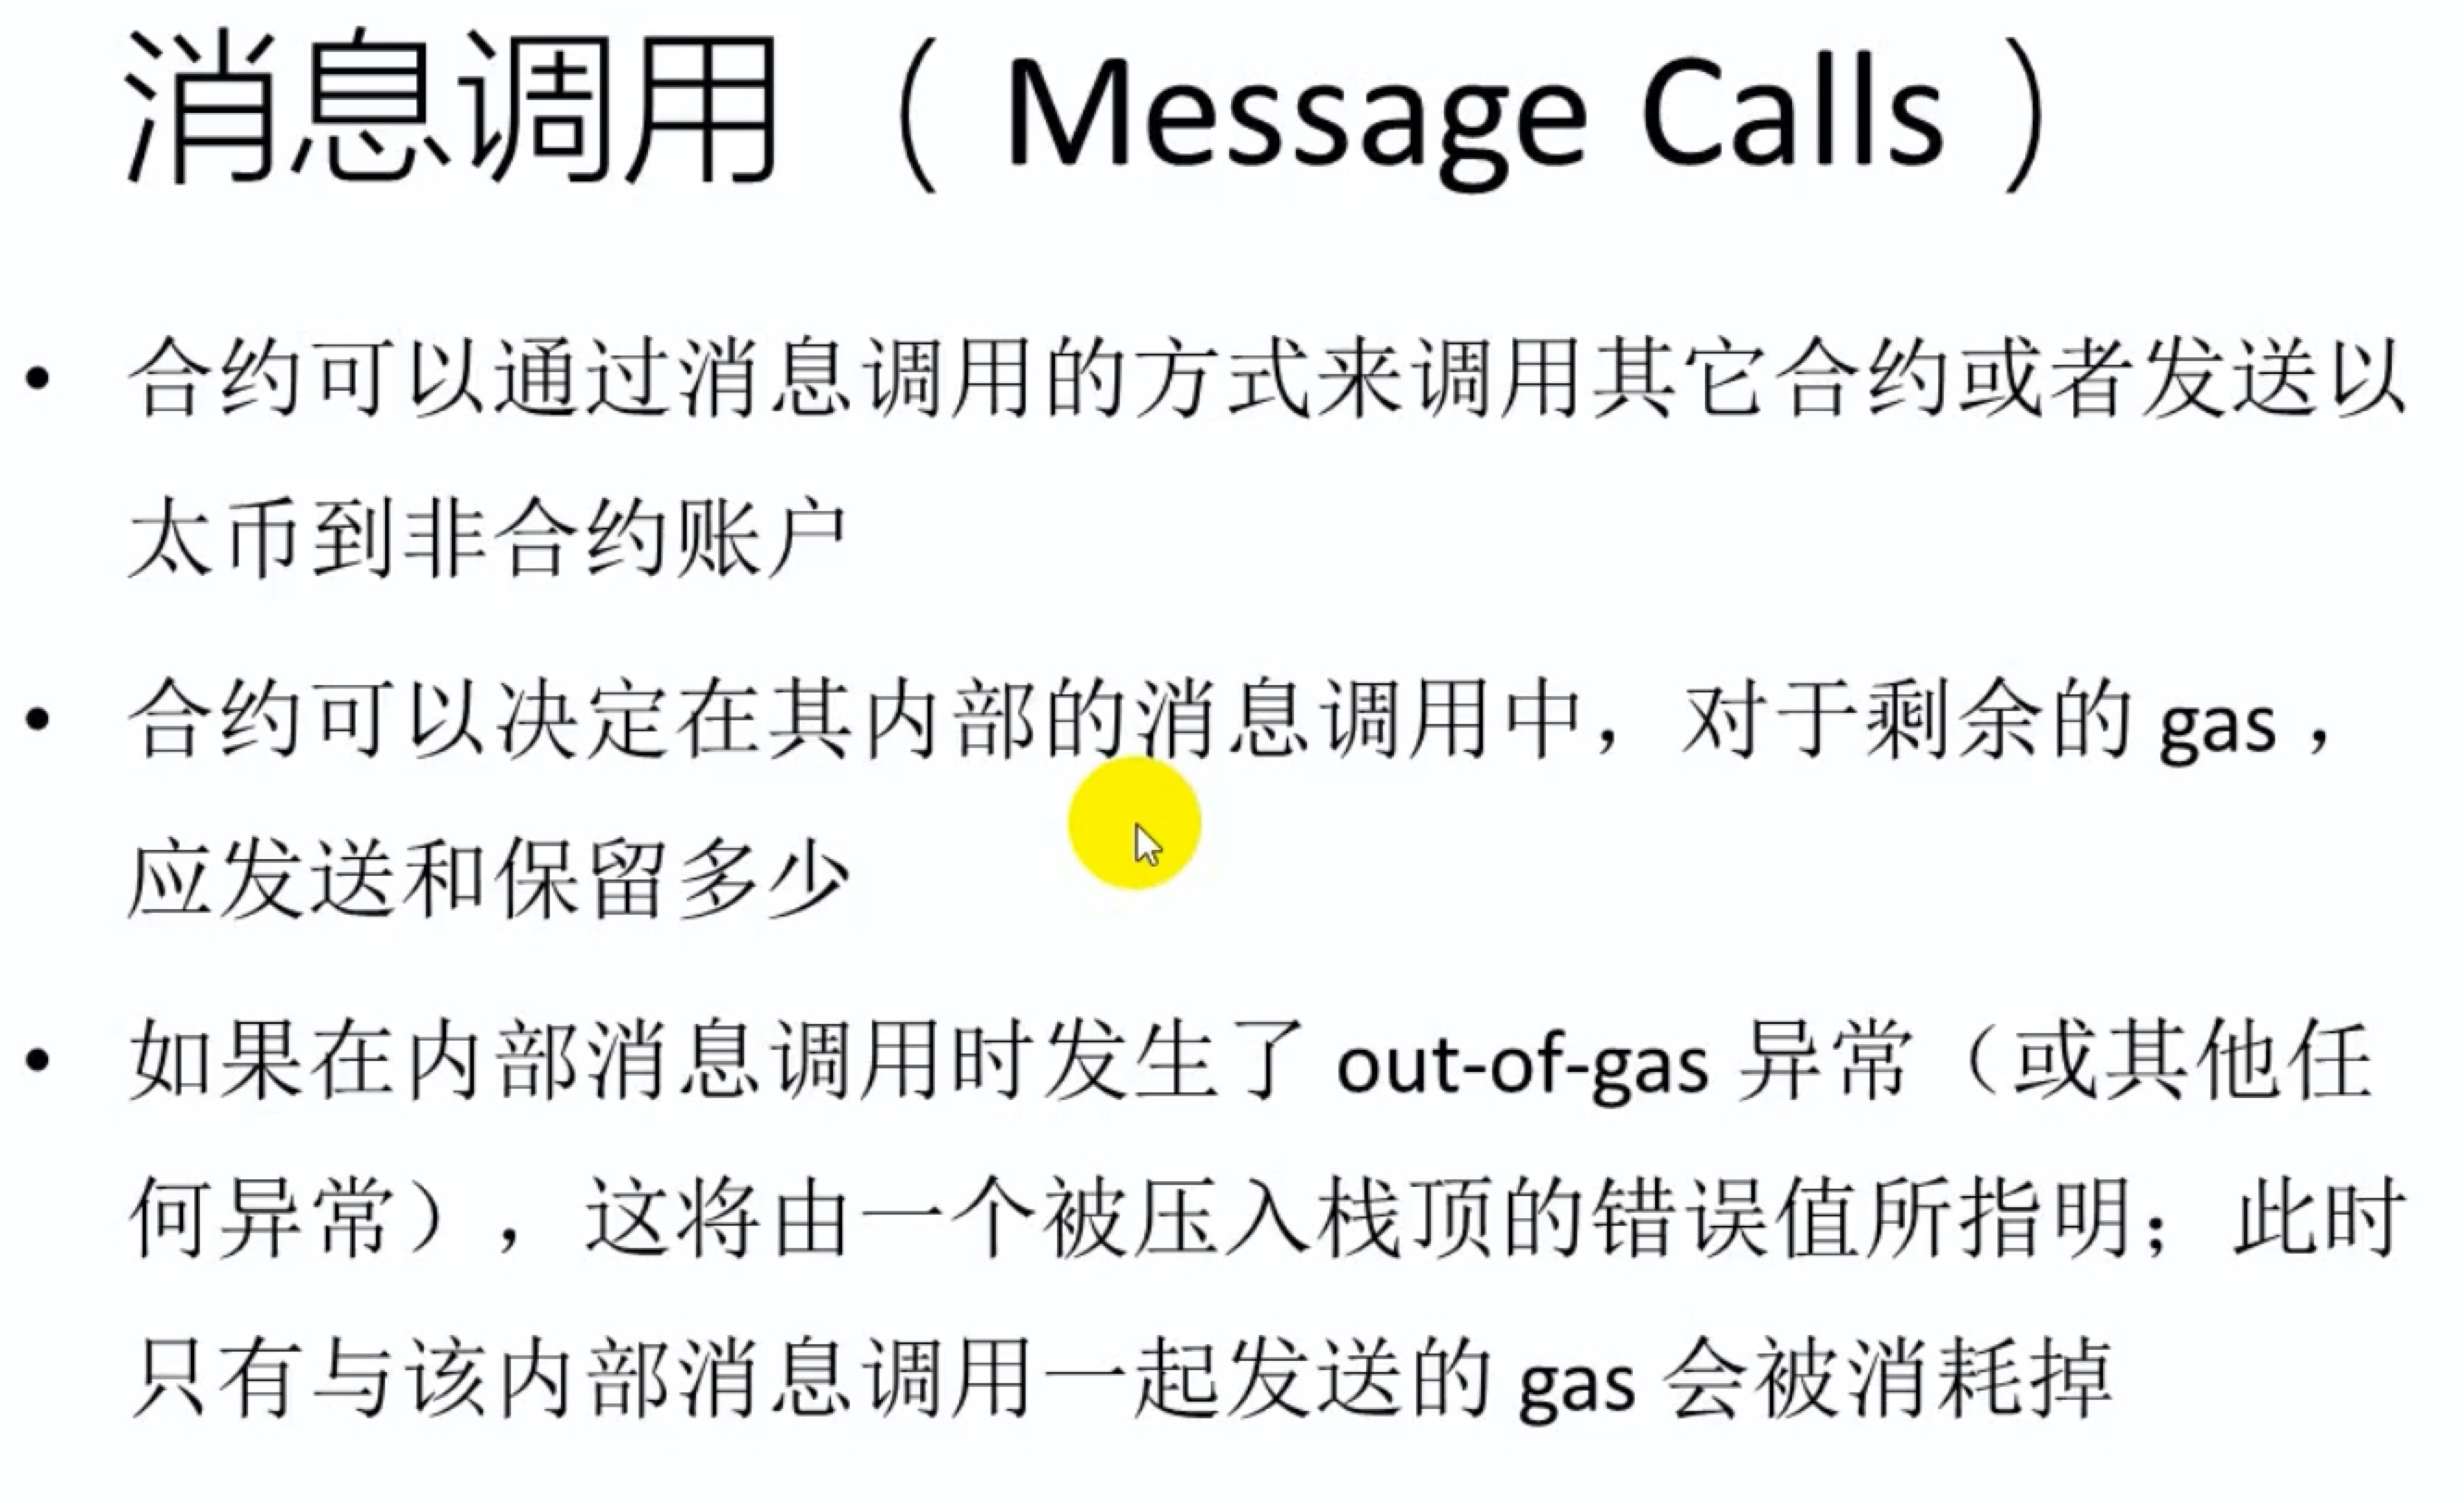 消息调用（Message Calls）
• 合约可以通过消息调用的方式来调用其它合约或者发送以
太币到非合约账户
• 合约可以决定在其内部的消息调用中，对于剩余的 gas ，
应发送和保留多少
• 如果在内部消息调用时发生了 out-of-gas 异常（或其他任
何异常），这将由一个被压入栈顶的错误值所指明；此时
只有与该内部消息调用一起发送的 gas 会被消耗掉